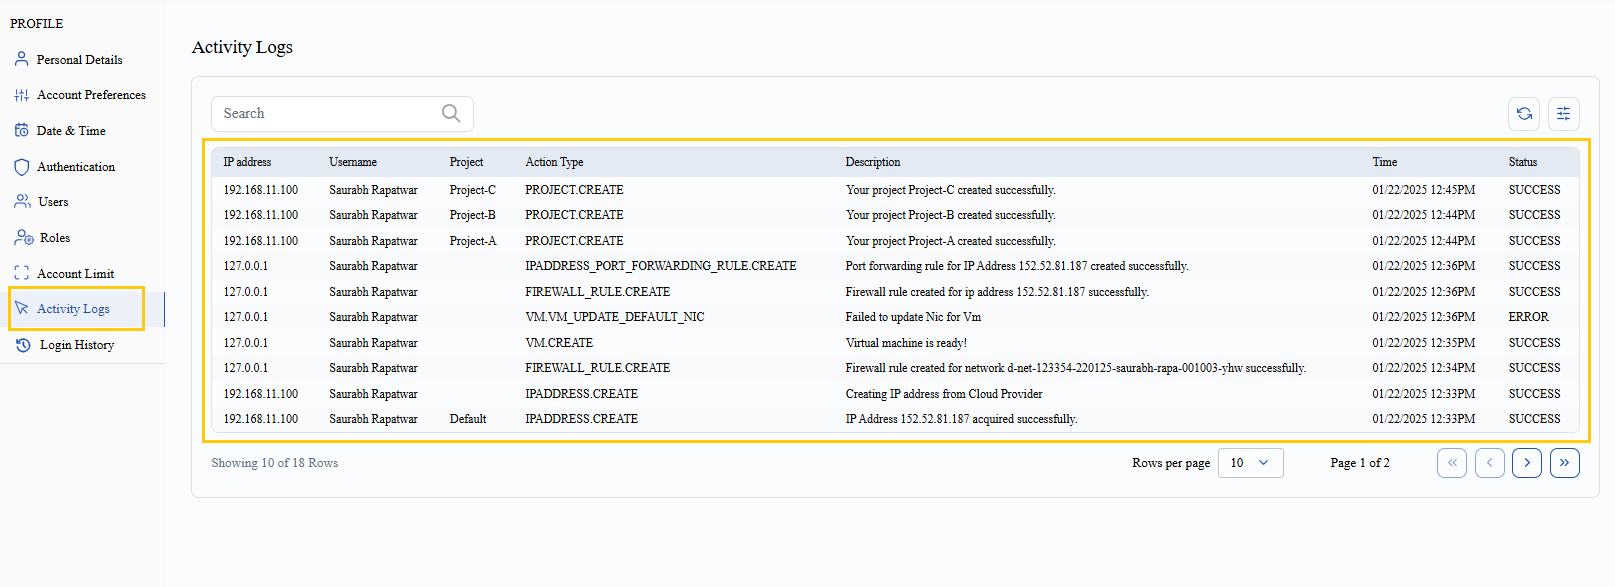 PROFILE
Personal Details
Account Preferences
Date & Time
Authentication
Users
Roles
Account Limit
Activity Logs
Login History
Activity Logs
Search
IP address Username Project Action Type Description Time Status
192.168.11.100 Saurabh Rapatwar Project-C PROJECT.CREATE Your project Project-C created successfully. 01/22/2025 12:45PM SUCCESS
192.168.11.100 Saurabh Rapatwar Project-B PROJECT.CREATE Your project Project-B created successfully. 01/22/2025 12:44PM SUCCESS
192.168.11.100 Saurabh Rapatwar Project-A PROJECT.CREATE Your project Project-A created successfully. 01/22/2025 12:44PM SUCCESS
127.0.0.1 Saurabh Rapatwar IPADDRESS_PORT_FORWARDING_RULE.CREATE Port forwarding rule for IP Address 152.52.81.187 created successfully. 01/22/2025 12:36PM SUCCESS
127.0.0.1 Saurabh Rapatwar FIREWALL_RULE.CREATE Firewall rule created for ip address 152.52.81.187 successfully. 01/22/2025 12:36PM SUCCESS
127.0.0.1 Saurabh Rapatwar VM.VM_UPDATE_DEFAULT_NIC Failed to update Nic for Vm 01/22/2025 12:36PM ERROR
127.0.0.1 Saurabh Rapatwar VM.CREATE Virtual machine is ready! 01/22/2025 12:35PM SUCCESS
127.0.0.1 Saurabh Rapatwar FIREWALL_RULE.CREATE Firewall rule created for network d-net-123354-220125-saurabh-rapa-001003-yhw successfully. 01/22/2025 12:34PM SUCCESS
192.168.11.100 Saurabh Rapatwar IPADDRESS.CREATE Creating IP address from Cloud Provider 01/22/2025 12:33PM SUCCESS
192.168.11.100 Saurabh Rapatwar Default IPADDRESS.CREATE IP Address 152.52.81.187 acquired successfully. 01/22/2025 12:33PM SUCCESS
Showing 10 of 18 Rows Rows per page 10 Page 1 of 2